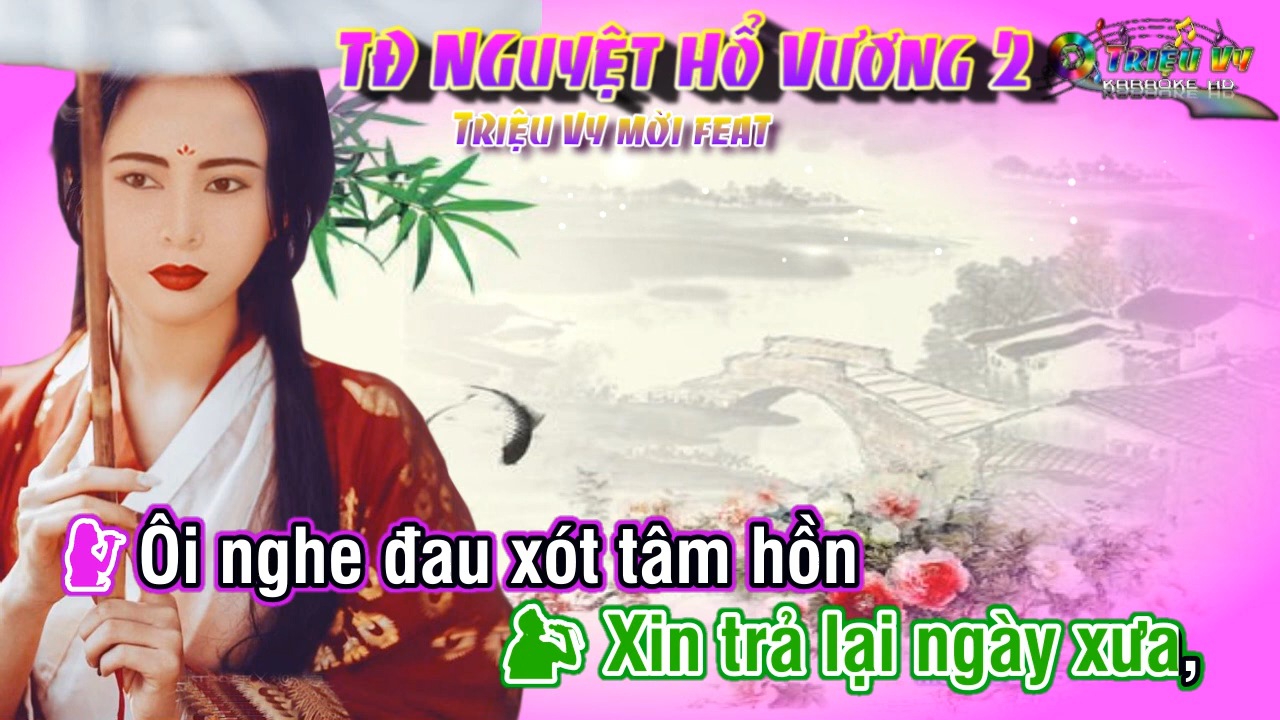 TĐ NGUYỆT HỔ VƯƠNG 2
TRIỆU VY
KARAOKE HD
TRIỆU VY MỜI FEAT
Ôi nghe đau xót tâm hồn
Xin trả lại ngày xưa,